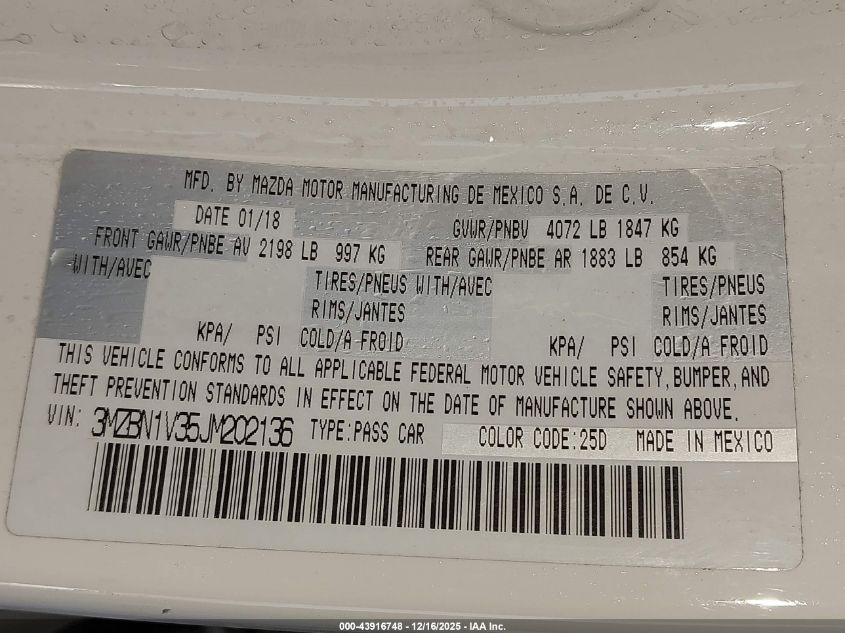 MFD. BY MAZDA MOTOR MANUFACTURING DE MEXICO S.A. DE C.V.
DATE 01/18 GVWR/PNBV 4072 LB 1847 KG
FRONT GAWR/PNBE AV 2198 LB 997 KG REAR GAWR/PNBE AR 1883 LB 854 KG
WITH/AVEC TIRES/PNEUS WITH/AVEC TIRES/PNEUS
RIMS/JANTES RIMS/JANTES
KPA/ PSI COLD/A FROID KPA/ PSI COLD/A FROID
THIS VEHICLE CONFORMS TO ALL APPLICABLE FEDERAL MOTOR VEHICLE SAFETY, BUMPER, AND
THEFT PREVENTION STANDARDS IN EFFECT ON THE DATE OF MANUFACTURE SHOWN ABOVE.
VIN: 3MZBN1V35JM202136 TYPE:PASS CAR COLOR CODE:25D MADE IN MEXICO
000-43916748 - 12/16/2025 - IAA Inc.